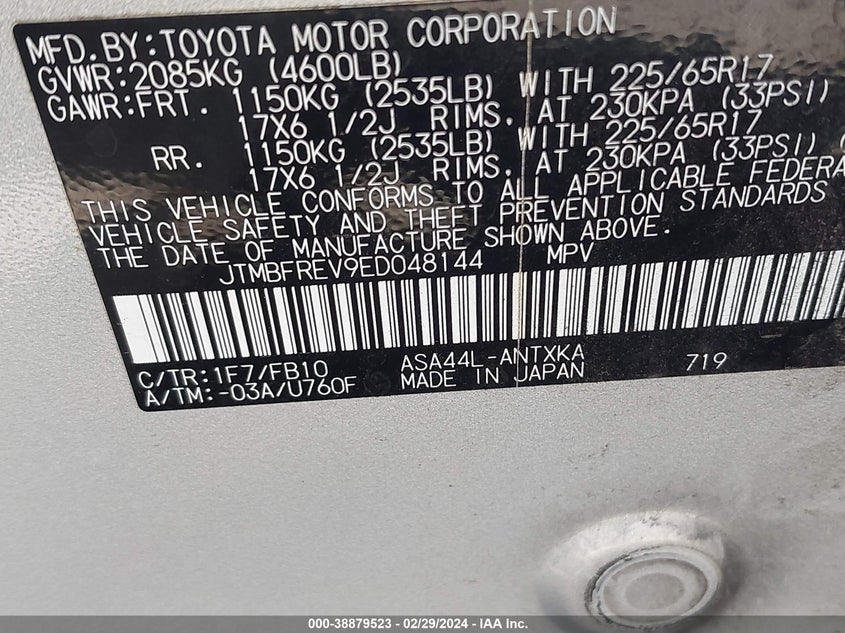 MFD.BY:TOYOTA MOTOR CORPORATION
GVWR:2085KG (4600LB)
GAWR:FRT. 1150KG (2535LB) WITH 225/65R17
17X6 1/2J RIMS, AT 230KPA (33PSI)
RR. 1150KG (2535LB) WITH 225/65R17
17X6 1/2J RIMS, AT 230KPA (33PSI) (
THIS VEHICLE CONFORMS TO ALL APPLICABLE FEDERA
VEHICLE SAFETY AND THEFT PREVENTION STANDARDS
THE DATE OF MANUFACTURE SHOWN ABOVE.
JTMBFREV9ED048144 MPV
C/TR:1F7/FB10 ASA44L-ANTXKA 719
A/TM:-03A/U760F MADE IN JAPAN
000-38879523 - 02/29/2024 - IAA Inc.